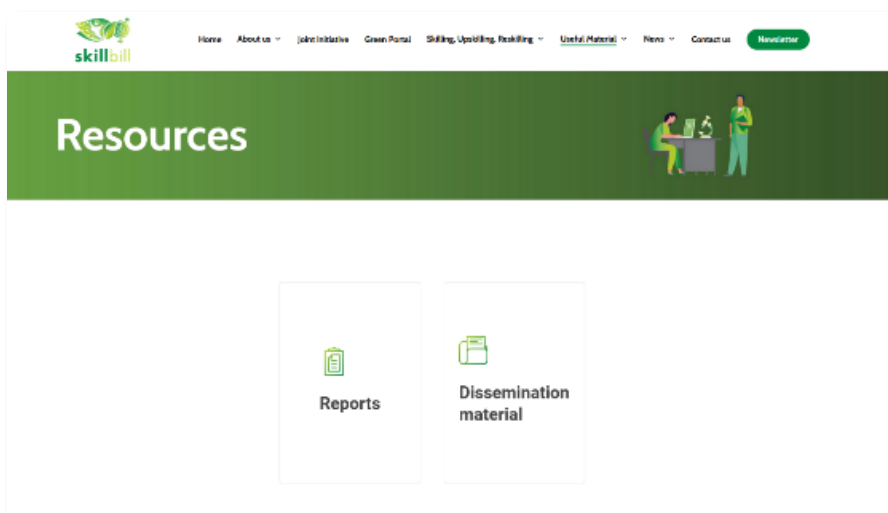 skillbill
Home About us Joint Initiative Green Portal Skilling, Upskilling, Reskilling Useful Material News Contact us Newsletter
Resources
Reports
Dissemination
material